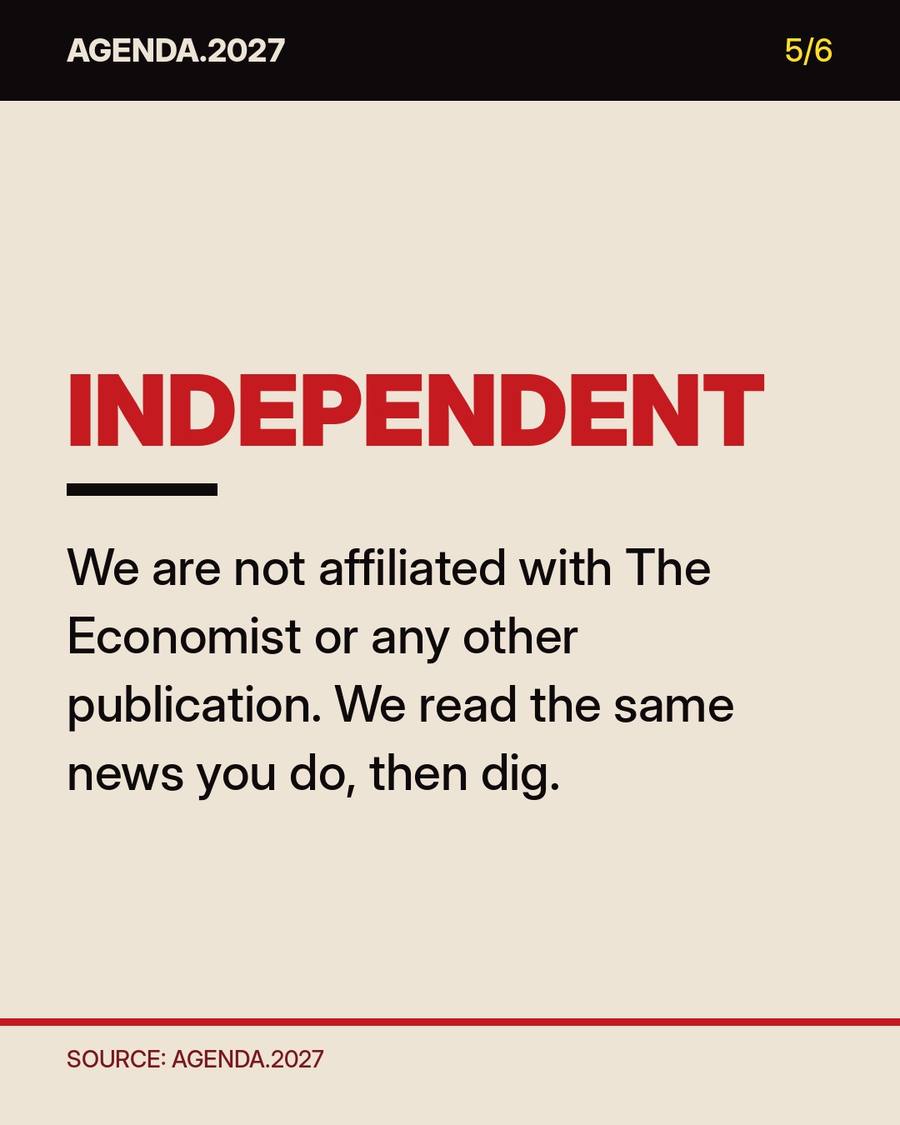 AGENDA.2027
5/6
INDEPENDENT
We are not affiliated with The
Economist or any other
publication. We read the same
news you do, then dig.
SOURCE: AGENDA.2027